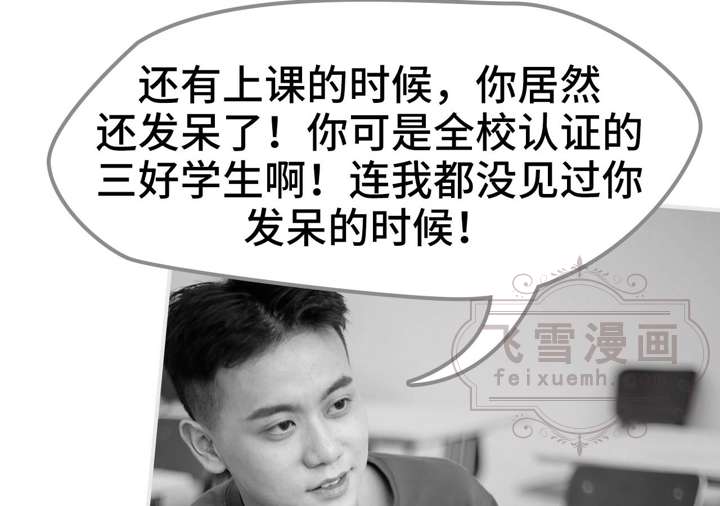 还有上课的时候，你居然
还发呆了！你可是全校认证的
三好学生啊！连我都没见过你
发呆的时候！
飞雪漫画
feixuemh.com